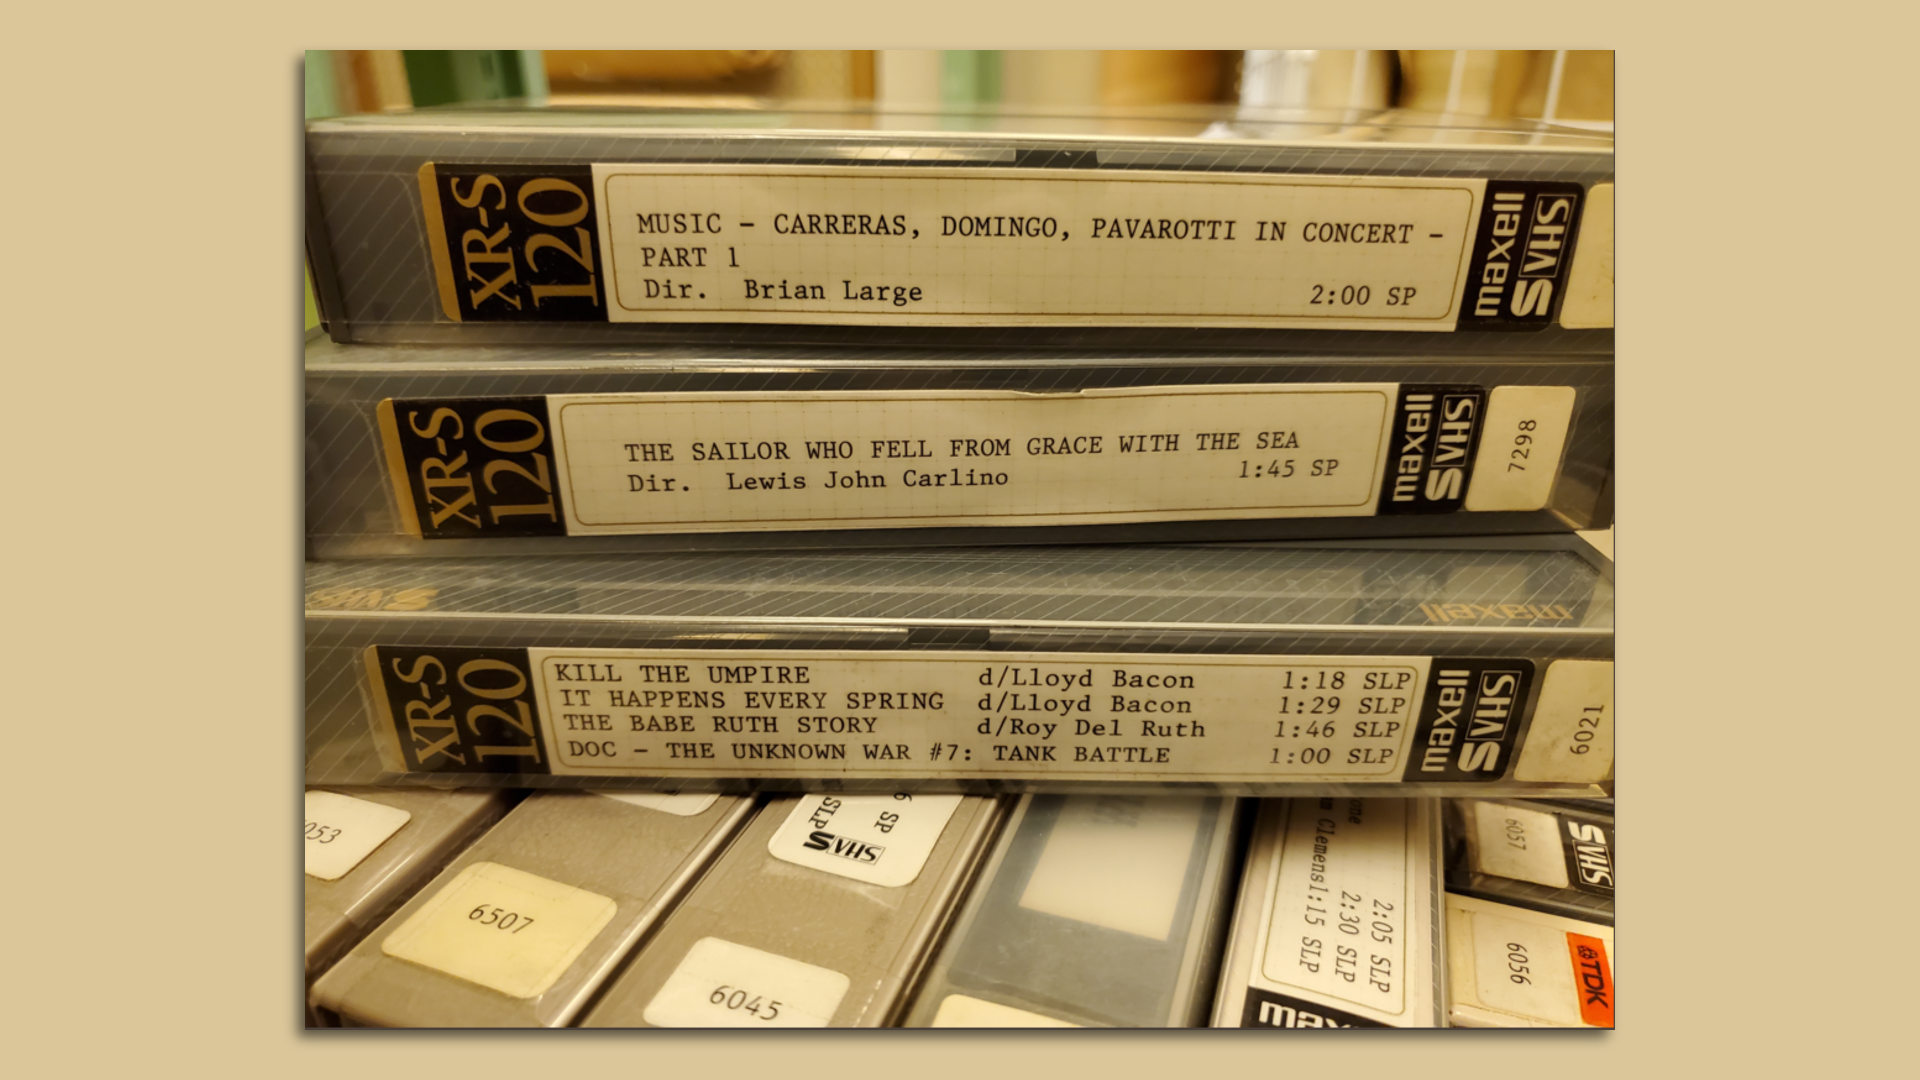 XR-S
120
MUSIC - CARRERAS, DOMINGO, PAVAROTTI IN CONCERT -
PART 1
Dir. Brian Large 2:00 SP
maxell
SVHS
XR-S
120
THE SAILOR WHO FELL FROM GRACE WITH THE SEA
Dir. Lewis John Carlino 1:45 SP
maxell
SVHS
7298
SVHS
maxell
XR-S
120
KILL THE UMPIRE d/Lloyd Bacon 1:18 SLP
IT HAPPENS EVERY SPRING d/Lloyd Bacon 1:29 SLP
THE BABE RUTH STORY d/Roy Del Ruth 1:46 SLP
DOC - THE UNKNOWN WAR #7: TANK BATTLE 1:00 SLP
maxell
SVHS
6021
053
6507
6 SP
SLP
SVHS
6045
2:05 SLP
2:30 SLP
Clemens1:15 SLP
max
6057
SVHS
6056
TDK